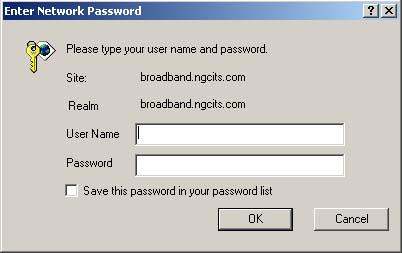 Enter Network Password
Please type your user name and password.
Site: broadband.ngcits.com
Realm broadband.ngcits.com
User Name
Password
Save this password in your password list
OK Cancel